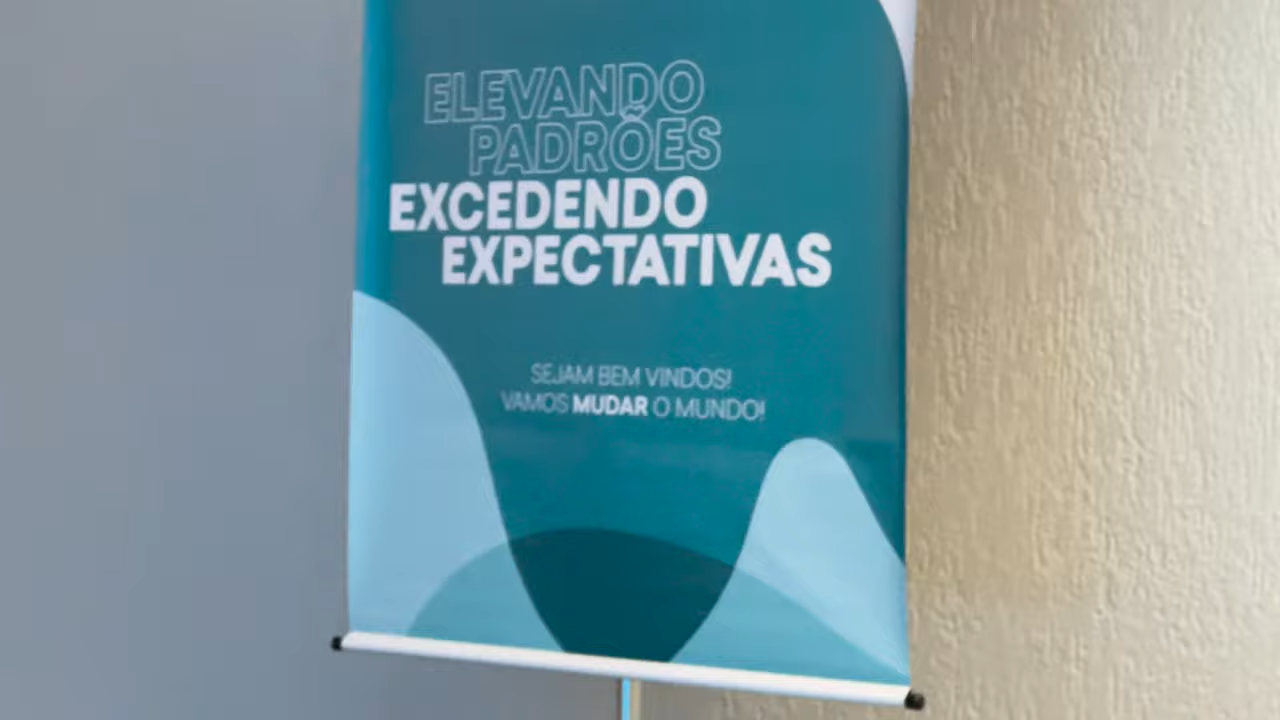 ELEVANDO
PADRÕES
EXCEDENDO
EXPECTATIVAS
SEJAM BEM VINDOS!
VAMOS MUDAR O MUNDO!